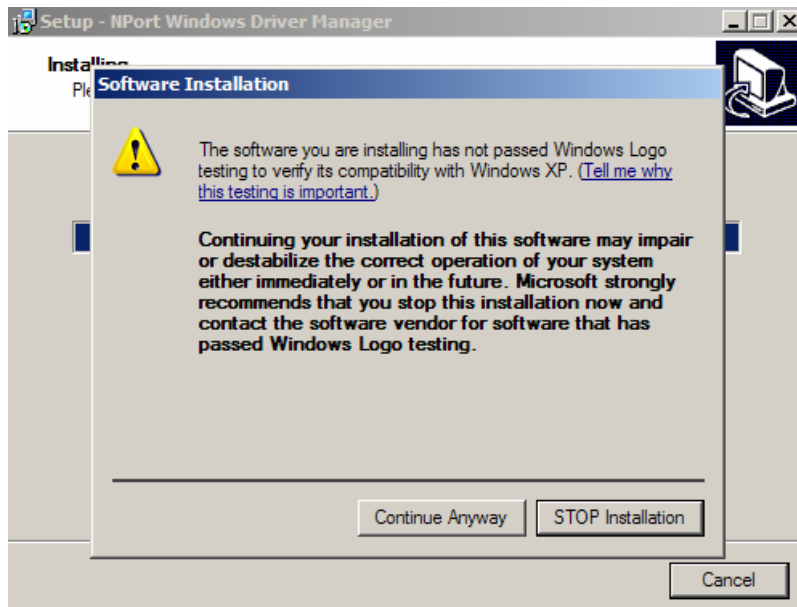 Setup - NPort Windows Driver Manager
Installing
Ple
Software Installation
The software you are installing has not passed Windows Logo
testing to verify its compatibility with Windows XP. (Tell me why
this testing is important.)
Continuing your installation of this software may impair
or destabilize the correct operation of your system
either immediately or in the future. Microsoft strongly
recommends that you stop this installation now and
contact the software vendor for software that has
passed Windows Logo testing.
Continue Anyway
STOP Installation
Cancel